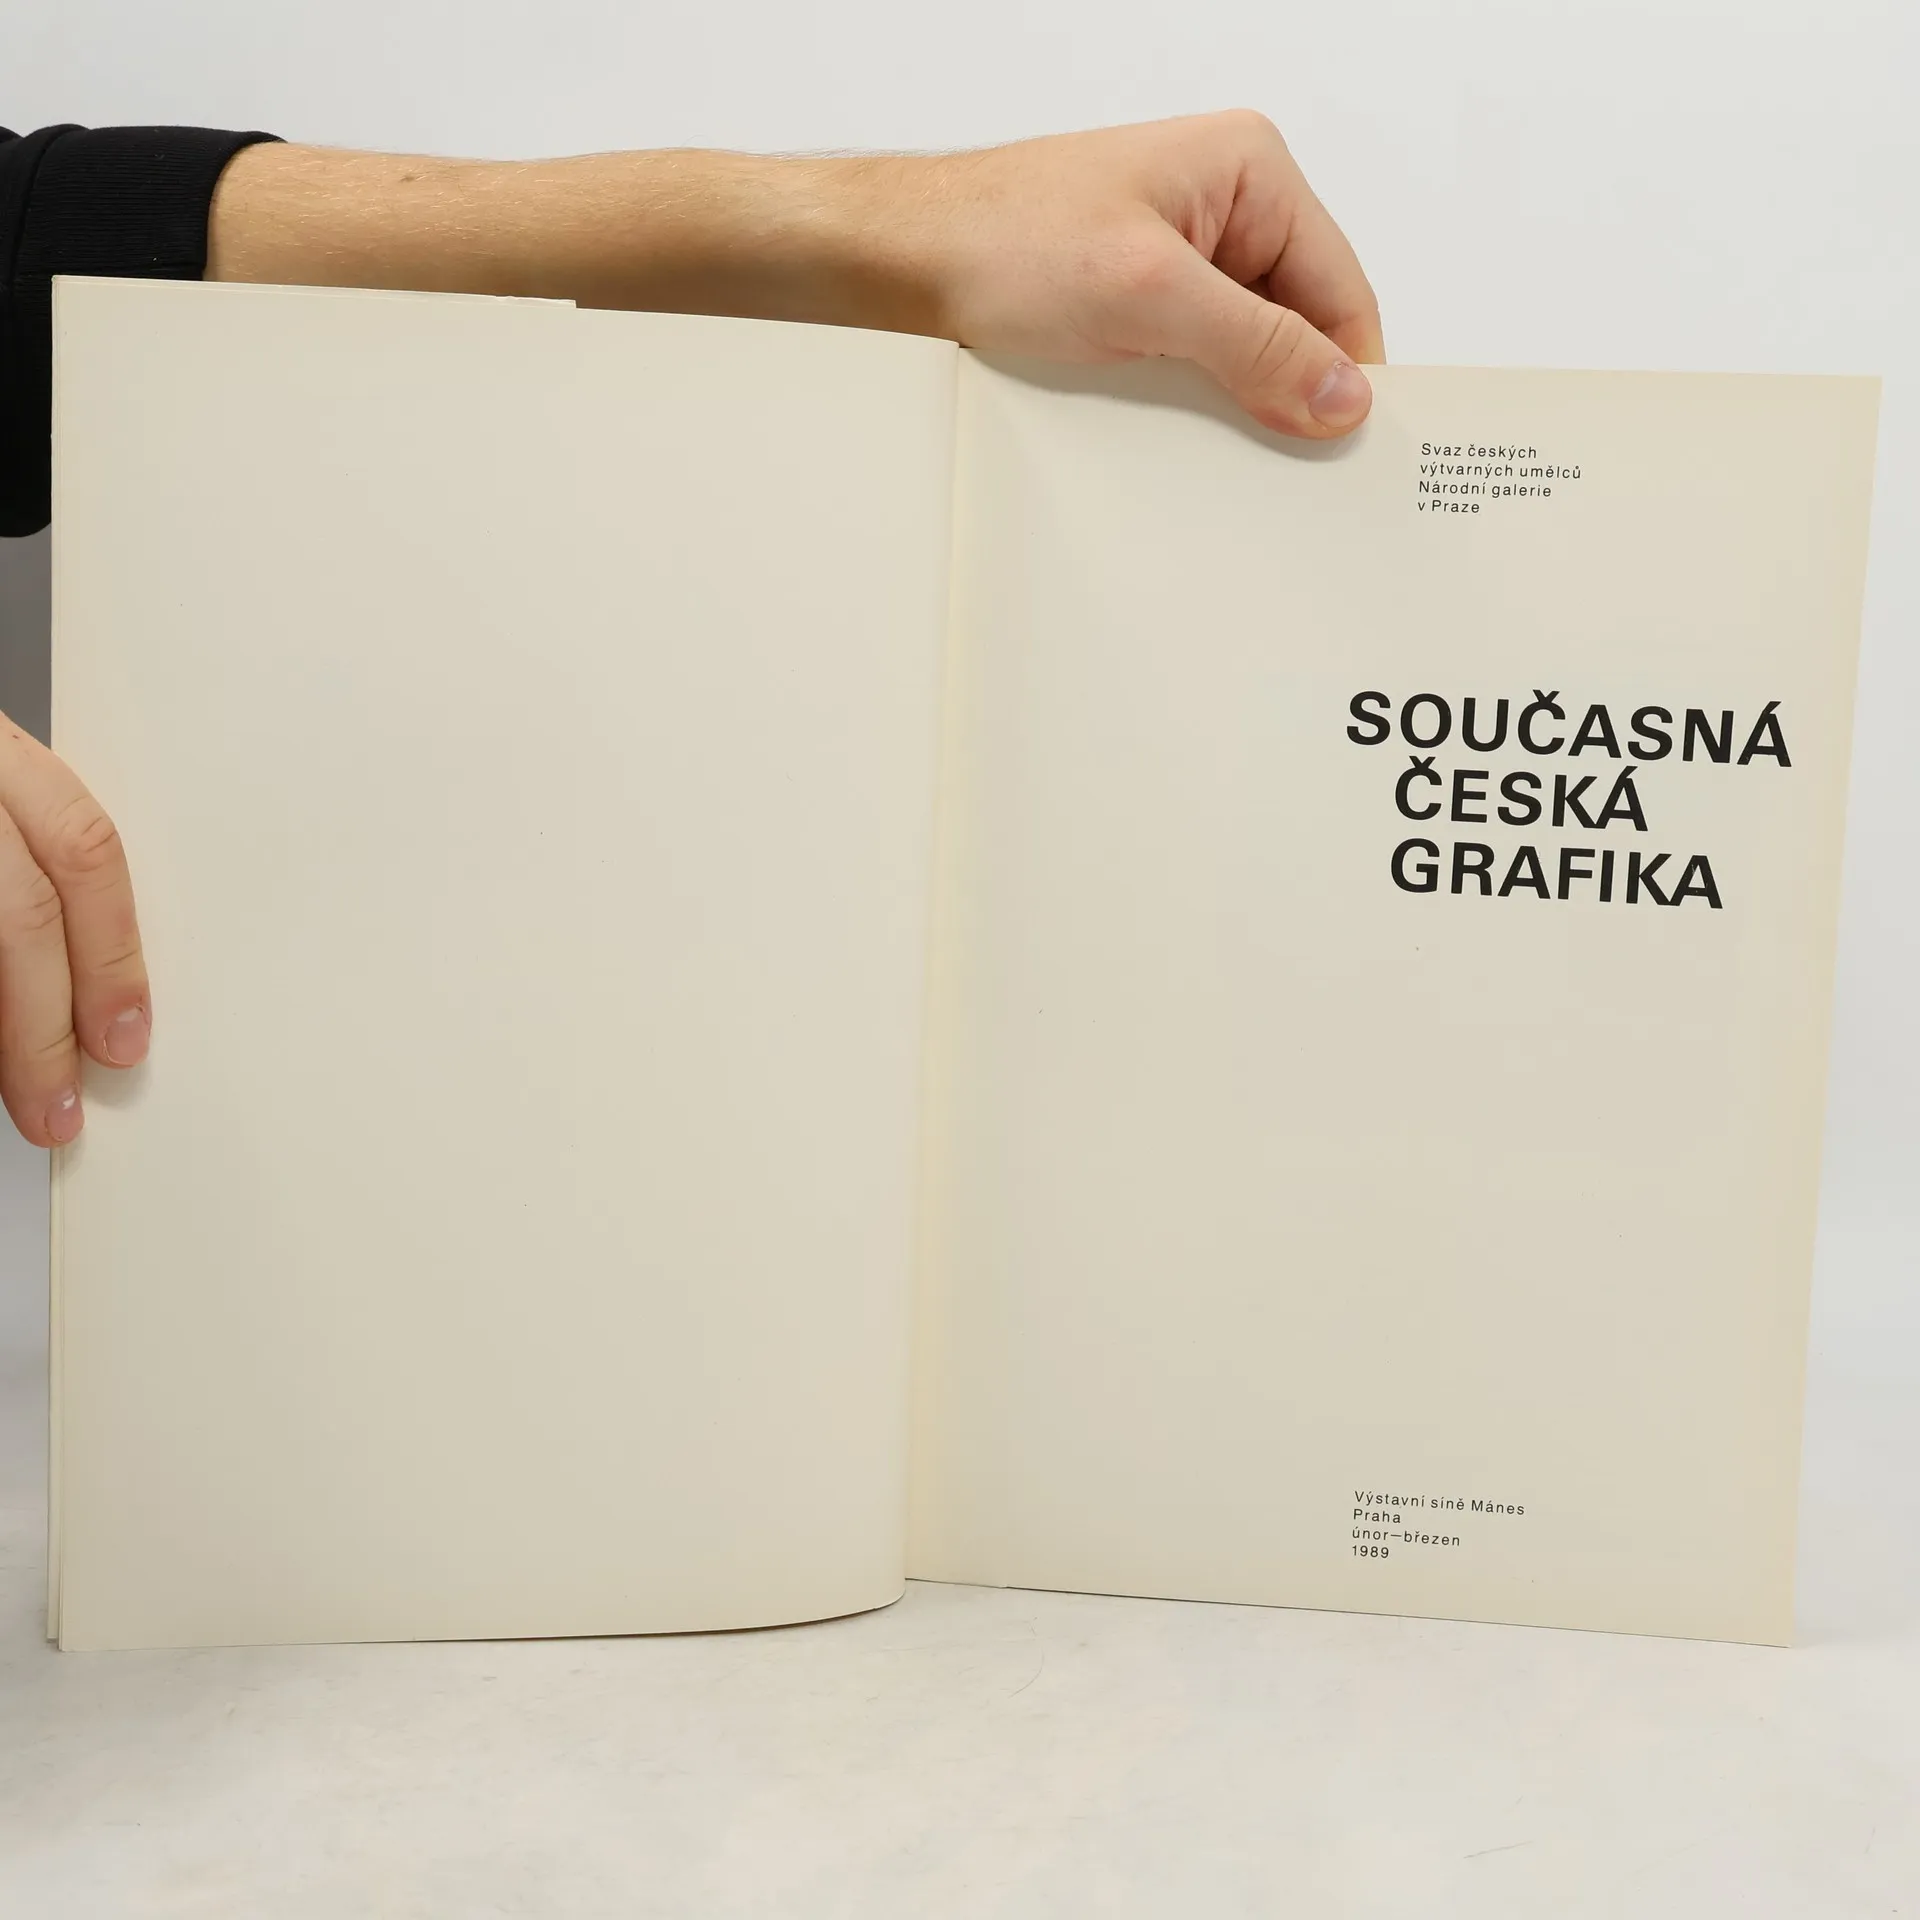 Svaz českých
výtvarných umělců
Národní galerie
v Praze
SOUČASNÁ
ČESKÁ
GRAFIKA
Výstavní síně Mánes
Praha
únor—březen
1989